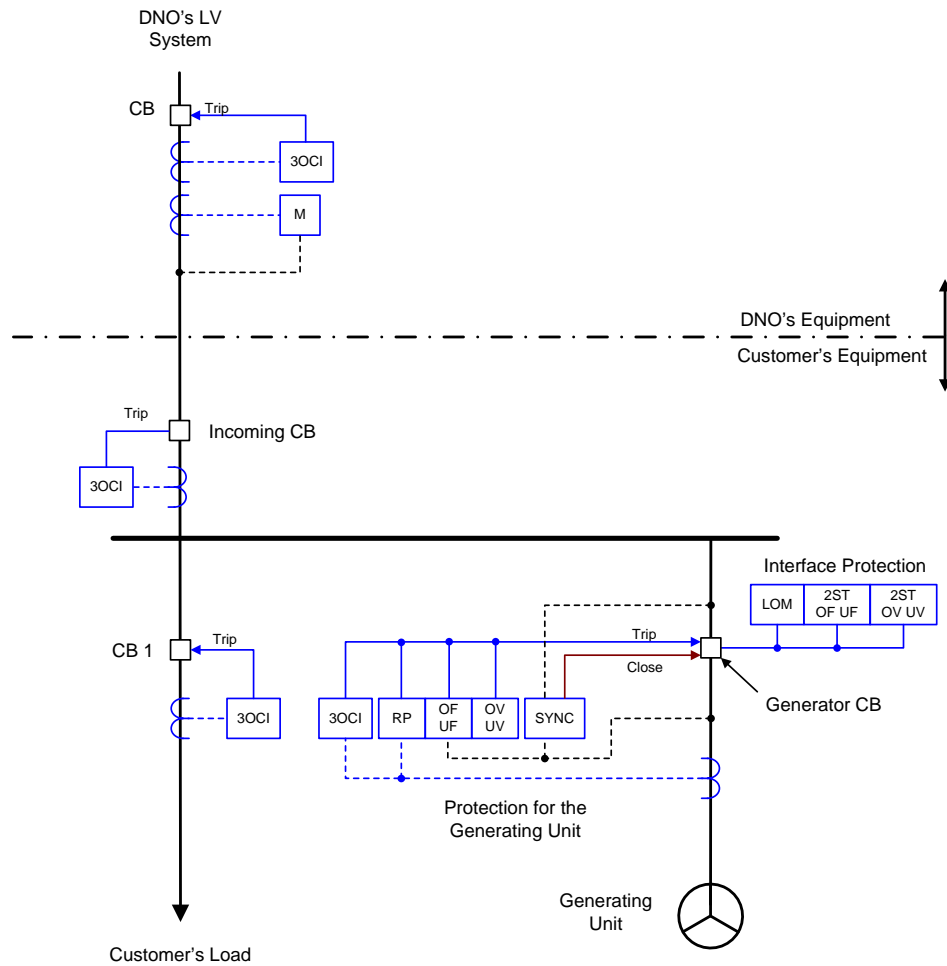 DNO's LV
System
CB
Trip
3OCI
M
DNO's Equipment
Customer's Equipment
Trip
Incoming CB
3OCI
Interface Protection
LOM
2ST
OF UF
2ST
OV UV
CB 1
Trip
3OCI
Trip
Close
3OCI
RP
OF
UF
OV
UV
SYNC
Generator CB
Protection for the
Generating Unit
Generating
Unit
Customer's Load